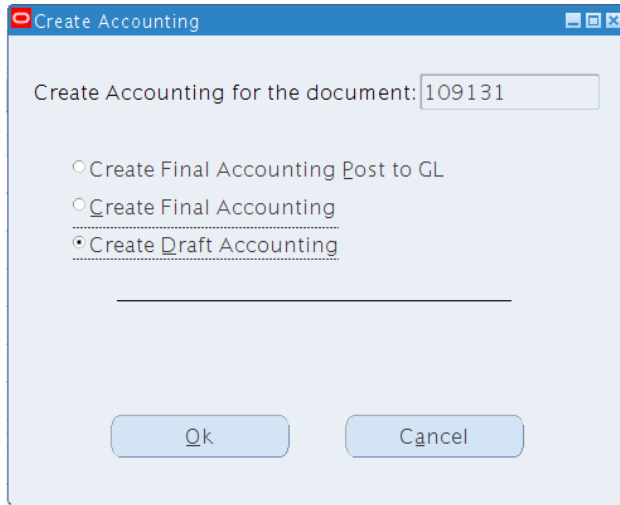 Create Accounting
Create Accounting for the document: 109131
Create Final Accounting Post to GL
Create Final Accounting
Create Draft Accounting
Ok Cancel